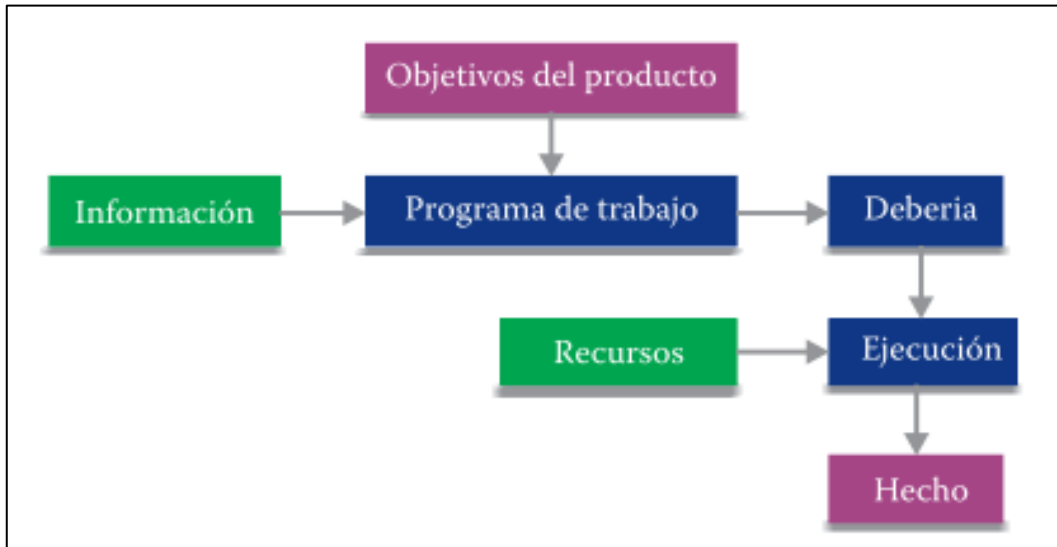 Objetivos del producto
Información
Programa de trabajo
Deberia
Recursos
Ejecución
Hecho